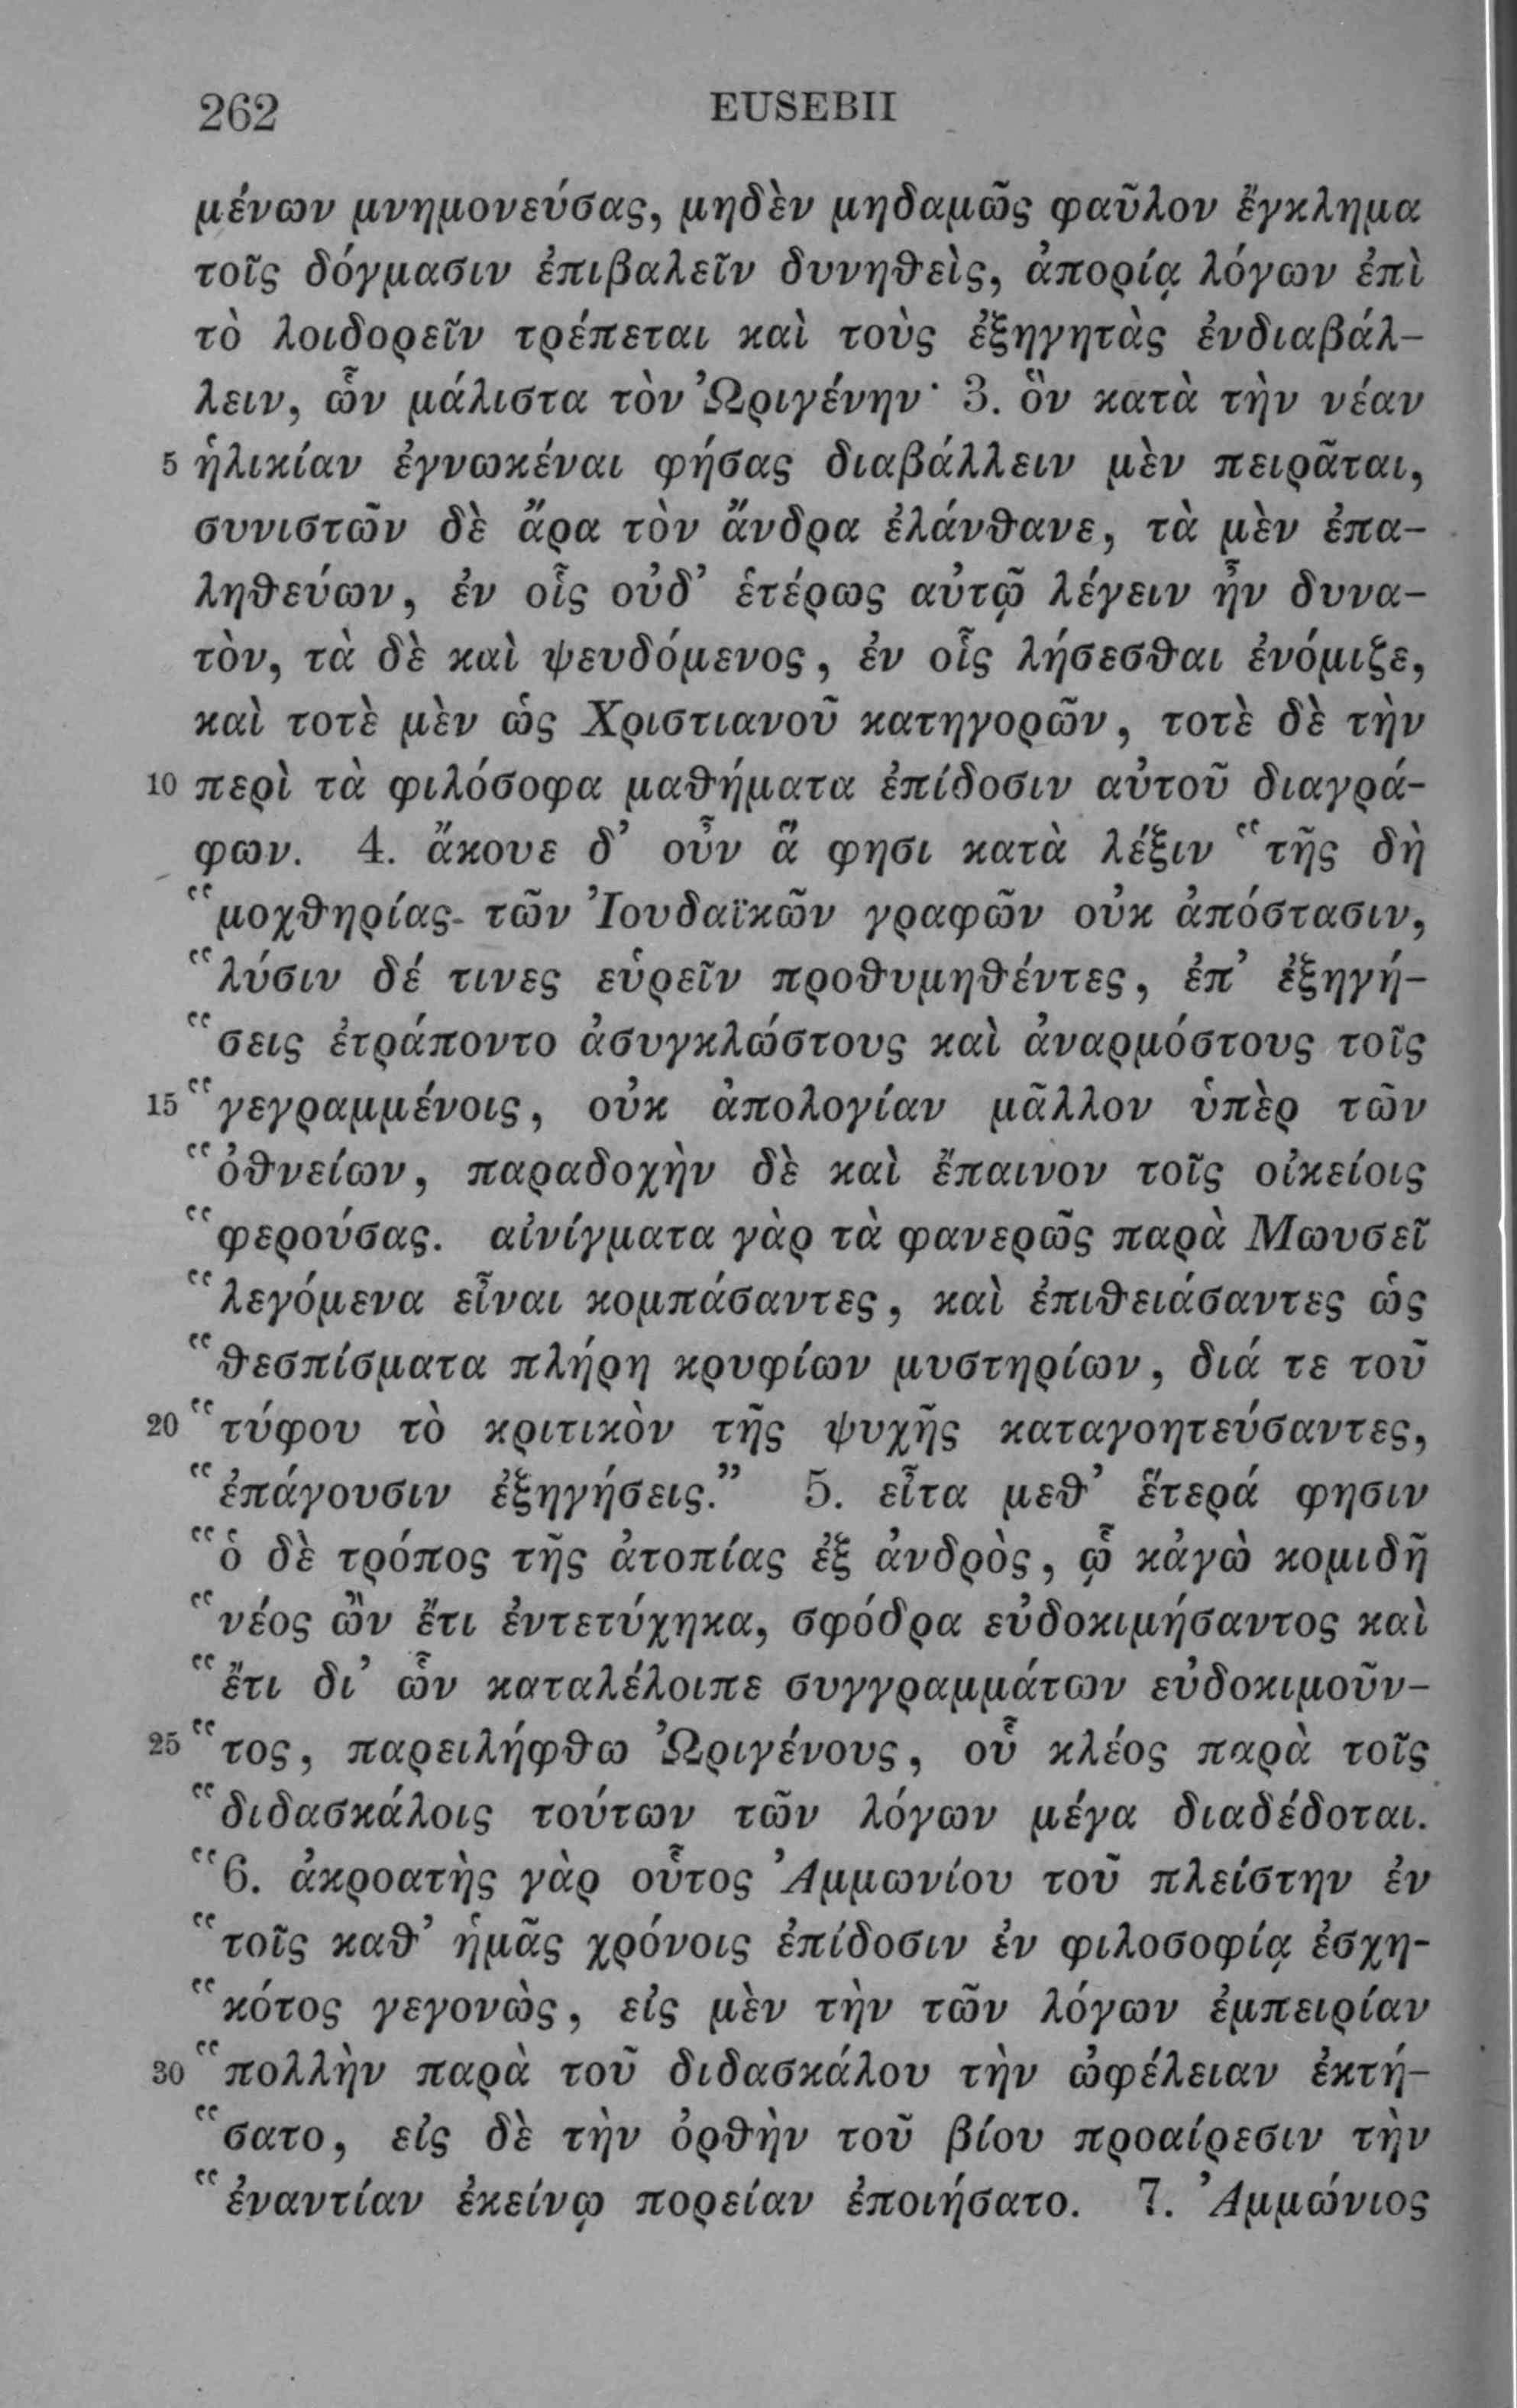 262 EUSEBII
μένων μνημονεύσας, μηδὲν μηδαμῶς φαῦλον ἔγκλημα
τοῖς δόγμασιν ἐπιβαλεῖν δυνηθεὶς, ἀπορίᾳ λόγων ἐπὶ
τὸ λοιδορεῖν τρέπεται καὶ τοὺς ἐξηγητὰς ἐνδιαβάλ-
λειν, ὧν μάλιστα τὸν Ὠριγένην· 3. ὃν κατὰ τὴν νέαν
5 ἡλικίαν ἐγνωκέναι φήσας διαβάλλειν μὲν πειρᾶται,
συνιστῶν δὲ ἄρα τὸν ἄνδρα ἐλάνθανε, τὰ μὲν ἐπα-
ληθεύων, ἐν οἷς οὐδ’ ἑτέρως αὐτῷ λέγειν ἦν δυνα-
τὸν, τὰ δὲ καὶ ψευδόμενος, ἐν οἷς λήσεσθαι ἐνόμιζε,
καὶ τοτὲ μὲν ὡς Χριστιανοῦ κατηγορῶν, τοτὲ δὲ τὴν
10 περὶ τὰ φιλόσοφα μαθήματα ἐπίδοσιν αὐτοῦ διαγρά-
φων. 4. ἄκουε δ’ οὖν ἅ φησι κατὰ λέξιν “τῆς δὴ
“μοχθηρίας τῶν Ἰουδαϊκῶν γραφῶν οὐκ ἀπόστασιν,
“λύσιν δέ τινες εὑρεῖν προθυμηθέντες, ἐπ’ ἐξηγή-
“σεις ἐτράποντο ἀσυγκλώστους καὶ ἀναρμόστους τοῖς
15 “γεγραμμένοις, οὐκ ἀπολογίαν μᾶλλον ὑπὲρ τῶν
“ὀθνείων, παραδοχὴν δὲ καὶ ἔπαινον τοῖς οἰκείοις
“φερούσας. αἰνίγματα γὰρ τὰ φανερῶς παρὰ Μωυσεῖ
“λεγόμενα εἶναι κομπάσαντες, καὶ ἐπιθειάσαντες ὡς
“θεσπίσματα πλήρη κρυφίων μυστηρίων, διά τε τοῦ
20 “τύφου τὸ κριτικὸν τῆς ψυχῆς καταγοητεύσαντες,
“ἐπάγουσιν ἐξηγήσεις.” 5. εἶτα μεθ’ ἕτερά φησιν
“ὁ δὲ τρόπος τῆς ἀτοπίας ἐξ ἀνδρὸς, ᾧ κἀγὼ κομιδῆ
“νέος ὢν ἔτι ἐντετύχηκα, σφόδρα εὐδοκιμήσαντος καὶ
“ἔτι δι’ ὧν καταλέλοιπε συγγραμμάτων εὐδοκιμοῦν-
25 “τος, παρειλήφθω Ὠριγένους, οὗ κλέος παρὰ τοῖς
“διδασκάλοις τούτων τῶν λόγων μέγα διαδέδοται.
“6. ἀκροατὴς γὰρ οὗτος Ἀμμωνίου τοῦ πλείστην ἐν
“τοῖς καθ’ ἡμᾶς χρόνοις ἐπίδοσιν ἐν φιλοσοφίᾳ ἐσχη-
“κότος γεγονὼς, εἰς μὲν τὴν τῶν λόγων ἐμπειρίαν
30 “πολλὴν παρὰ τοῦ διδασκάλου τὴν ὠφέλειαν ἐκτή-
“σατο, εἰς δὲ τὴν ὀρθὴν τοῦ βίου προαίρεσιν τὴν
“ἐναντίαν ἐκείνῳ πορείαν ἐποιήσατο. 7. Ἀμμώνιος